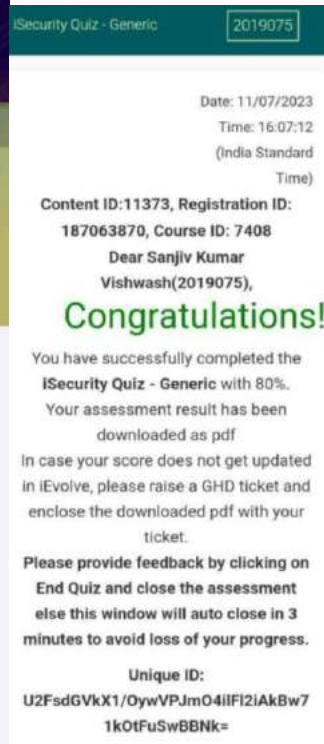 iSecurity Quiz - Generic
2019075
Date: 11/07/2023
Time: 16:07:12
(India Standard
Time)
Content ID:11373, Registration ID:
187063870, Course ID: 7408
Dear Sanjiv Kumar
Vishwash(2019075),
Congratulations!
You have successfully completed the
iSecurity Quiz - Generic with 80%.
Your assessment result has been
downloaded as pdf
In case your score does not get updated
in iEvolve, please raise a GHD ticket and
enclose the downloaded pdf with your
ticket.
Please provide feedback by clicking on
End Quiz and close the assessment
else this window will auto close in 3
minutes to avoid loss of your progress.
Unique ID:
U2FsdGVkX1/OywVPJmO4ilFl2iAkBw7
1kOtFuSwBBNk=